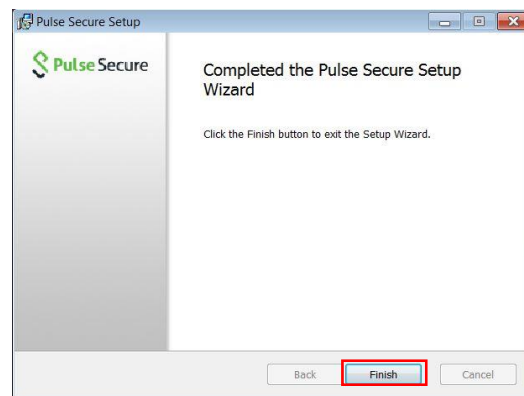 Pulse Secure Setup
Pulse Secure
Completed the Pulse Secure Setup
Wizard
Click the Finish button to exit the Setup Wizard.
Back Finish Cancel